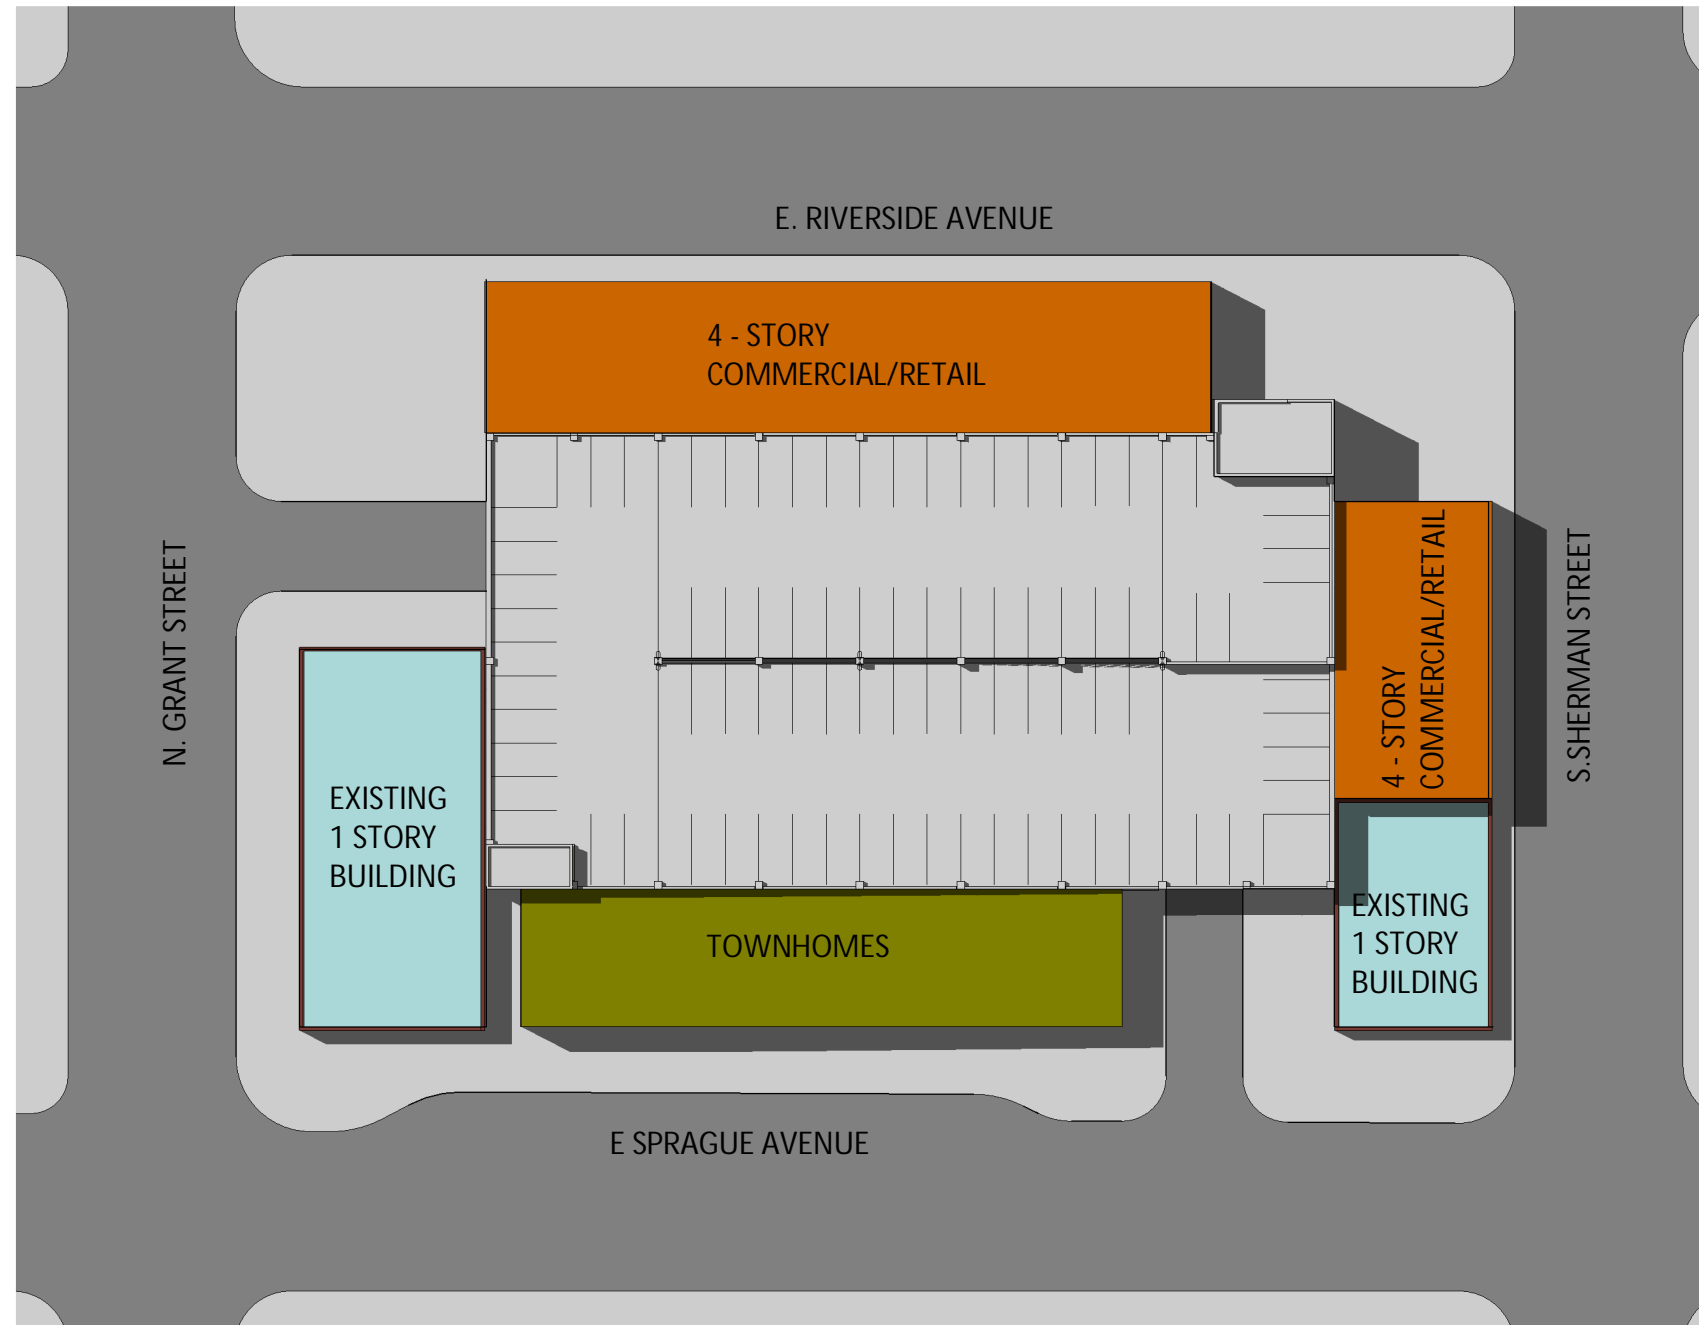 E. RIVERSIDE AVENUE
4 - STORY
COMMERCIAL/RETAIL
N. GRANT STREET
4 - STORY
COMMERCIAL/RETAIL
S.SHERMAN STREET
EXISTING
1 STORY
BUILDING
EXISTING
1 STORY
BUILDING
TOWNHOMES
E SPRAGUE AVENUE